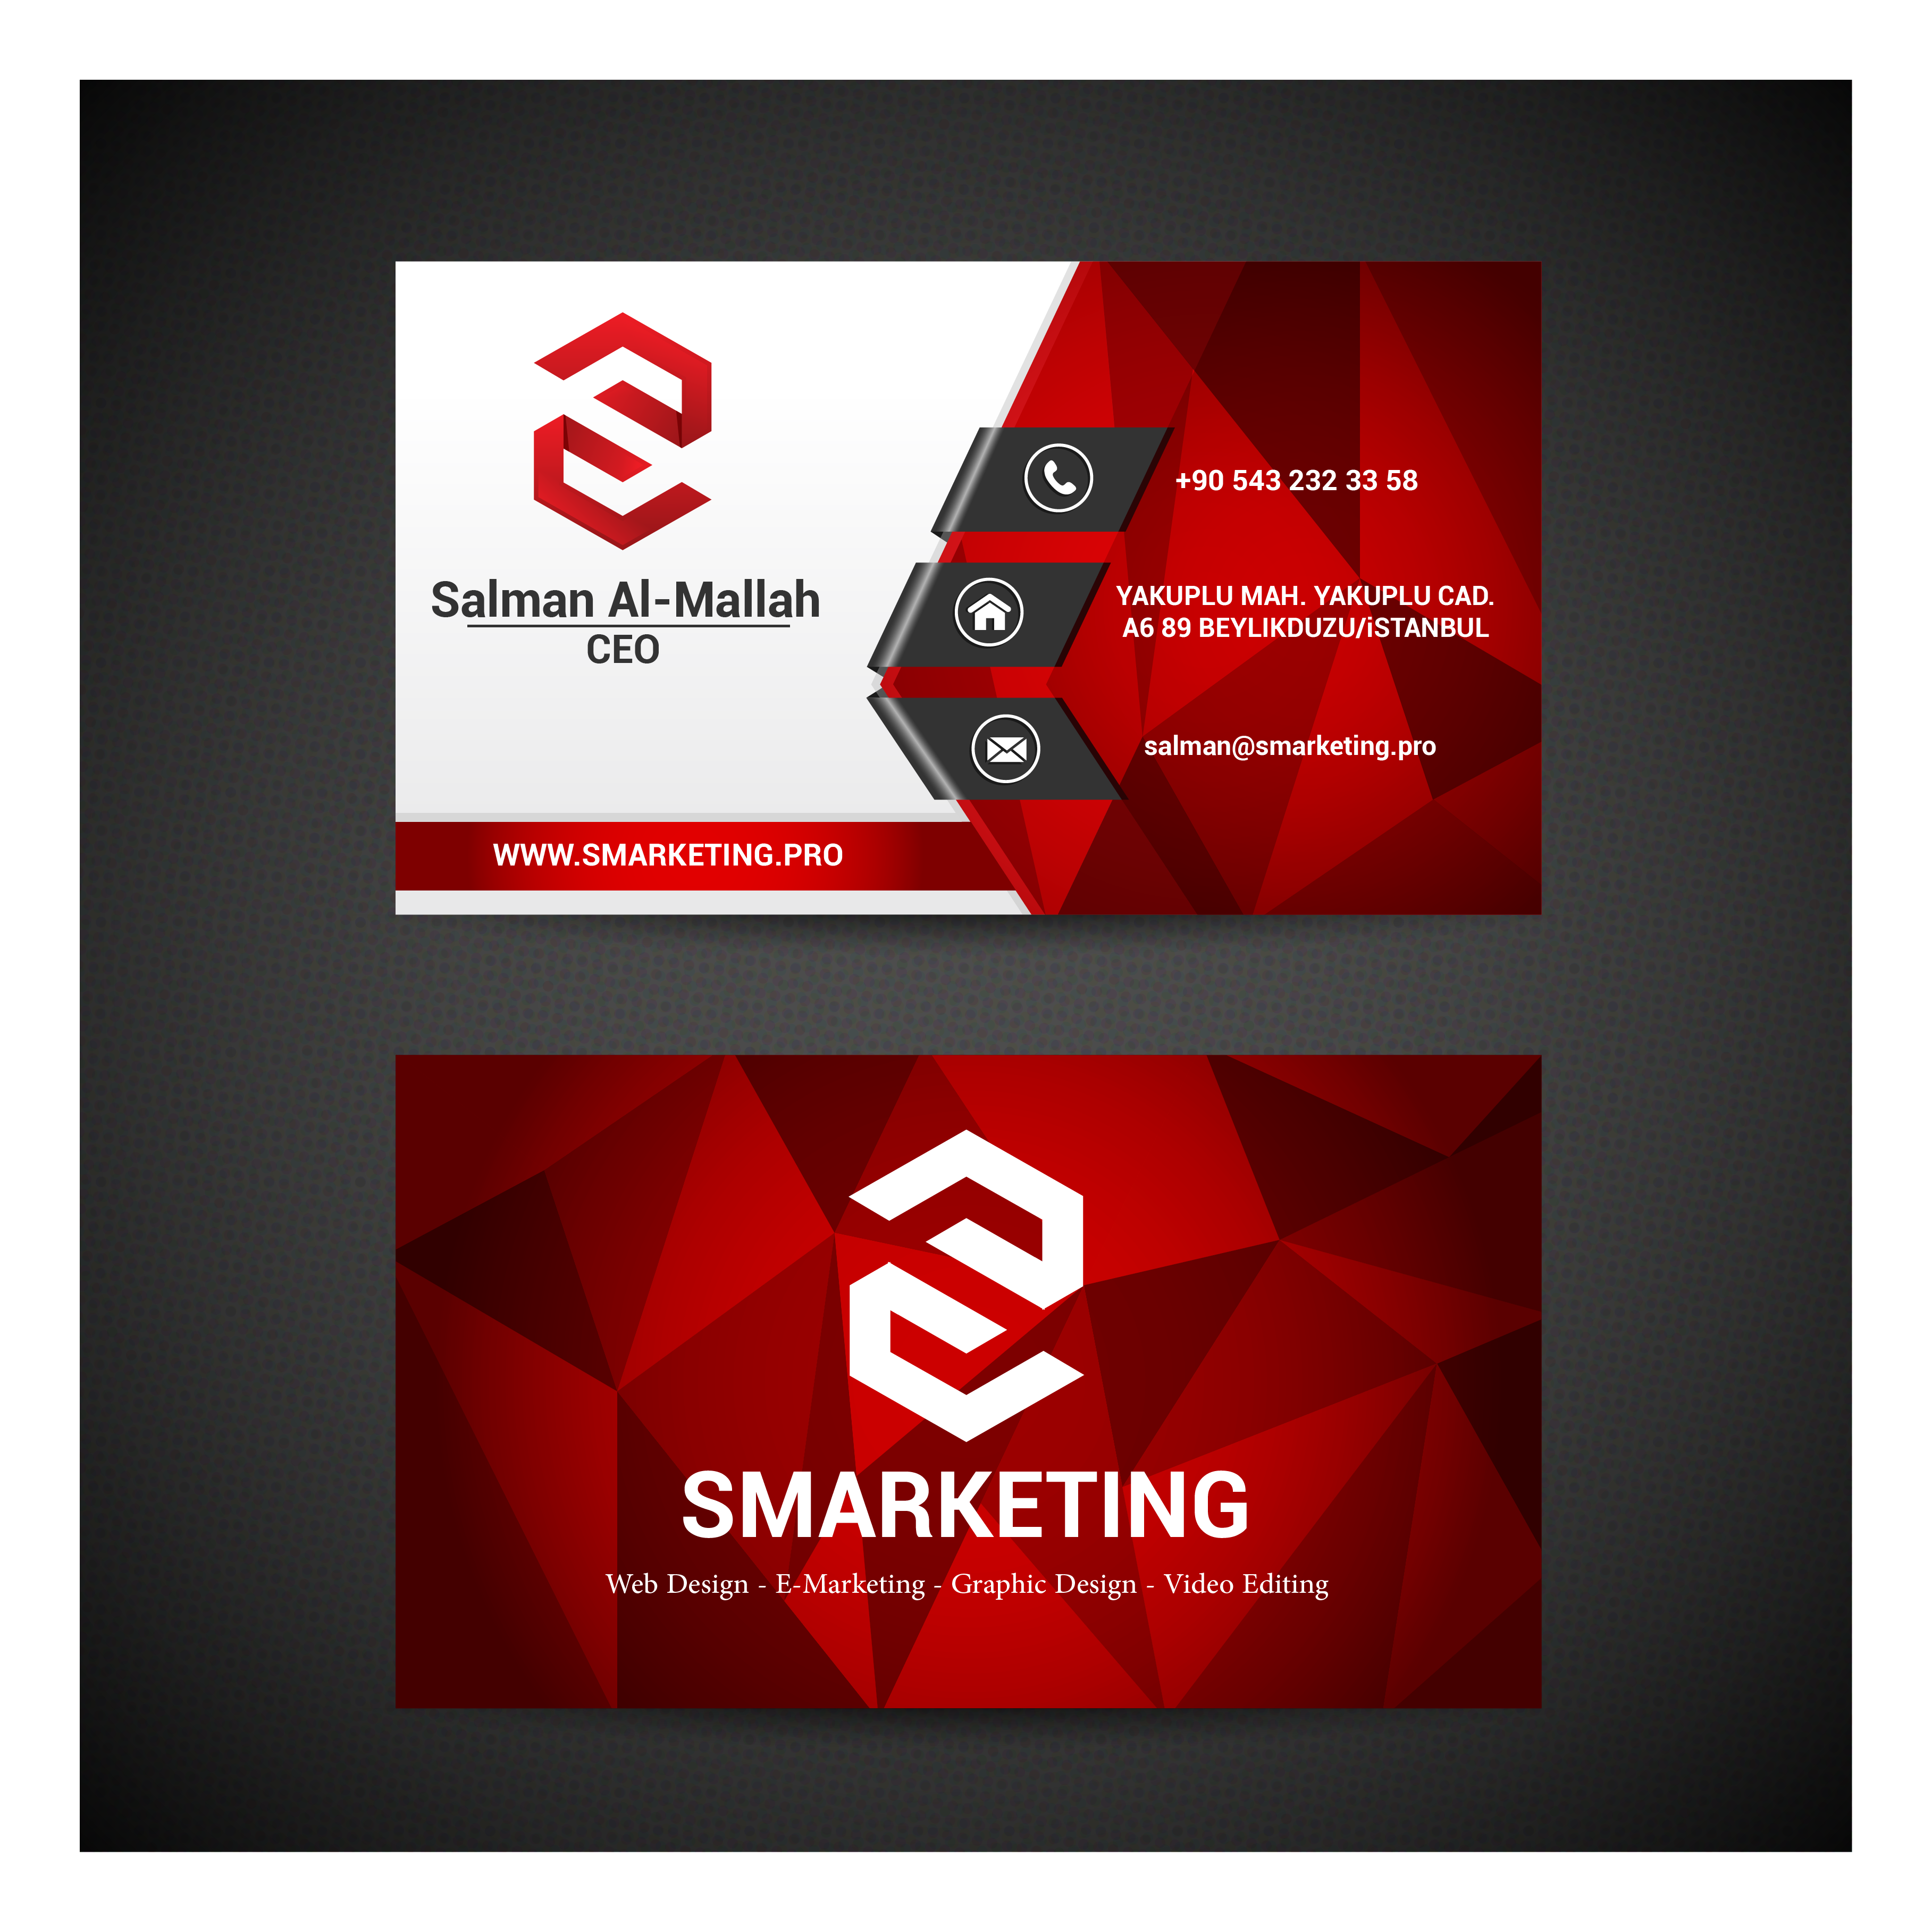 Salman Al-Mallah
CEO
WWW.SMARKETING.PRO
+90 543 232 33 58
YAKUPLU MAH. YAKUPLU CAD.
A6 89 BEYLIKDUZU/iSTANBUL
salman@smarketing.pro
SMARKETING
Web Design - E-Marketing - Graphic Design - Video Editing